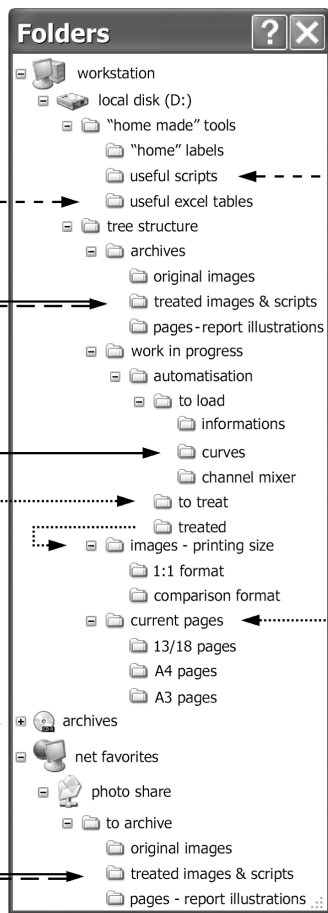 Folders ? X
workstation
local disk (D:)
“home made” tools
“home” labels
useful scripts
useful excel tables
tree structure
archives
original images
treated images & scripts
pages - report illustrations
work in progress
automatisation
to load
informations
curves
channel mixer
to treat
treated
images - printing size
1:1 format
comparison format
current pages
13/18 pages
A4 pages
A3 pages
archives
net favorites
photo share
to archive
original images
treated images & scripts
pages - report illustrations